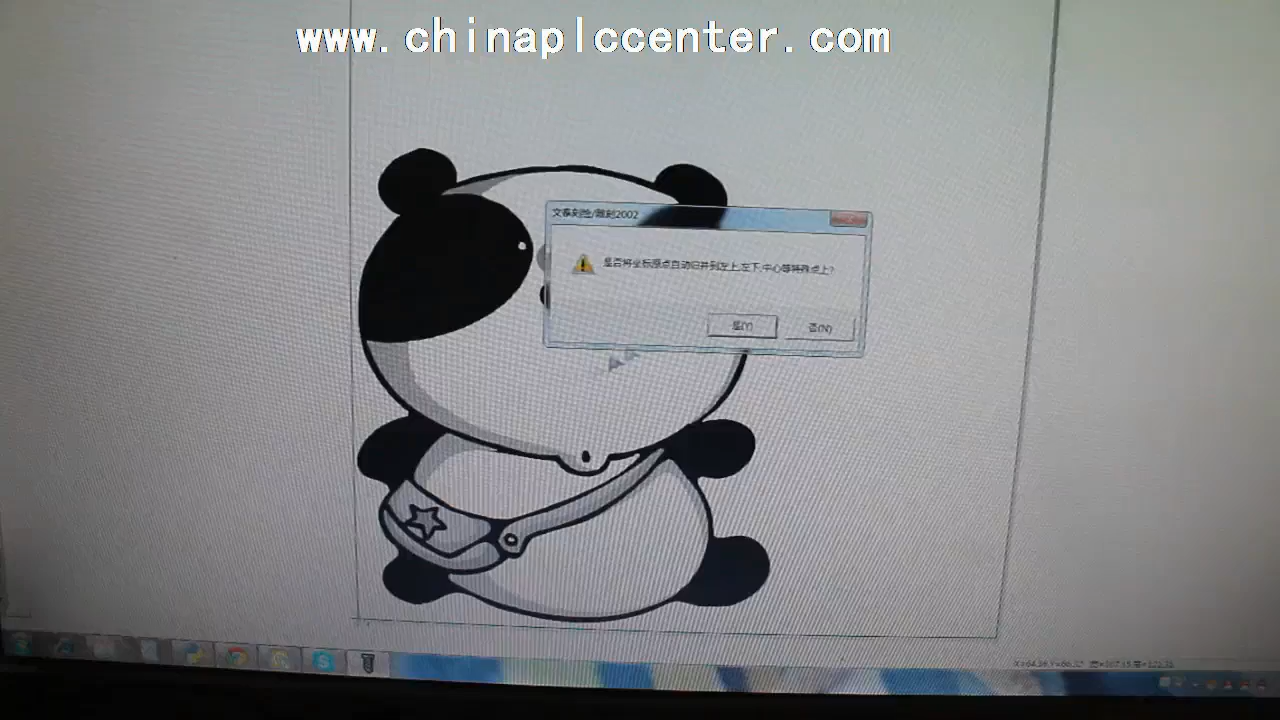 www.chinaplccenter.com
文泰刻绘/雕刻2002
是否将坐标原点自动归并到左上,左下,中心等特殊点上?
是(Y)
否(N)